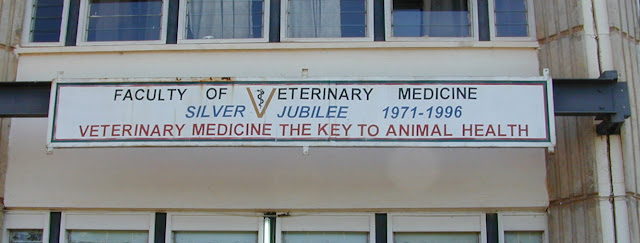 FACULTY OF VETERINARY MEDICINE
SILVER JUBILEE 1971-1996
VETERINARY MEDICINE THE KEY TO ANIMAL HEALTH